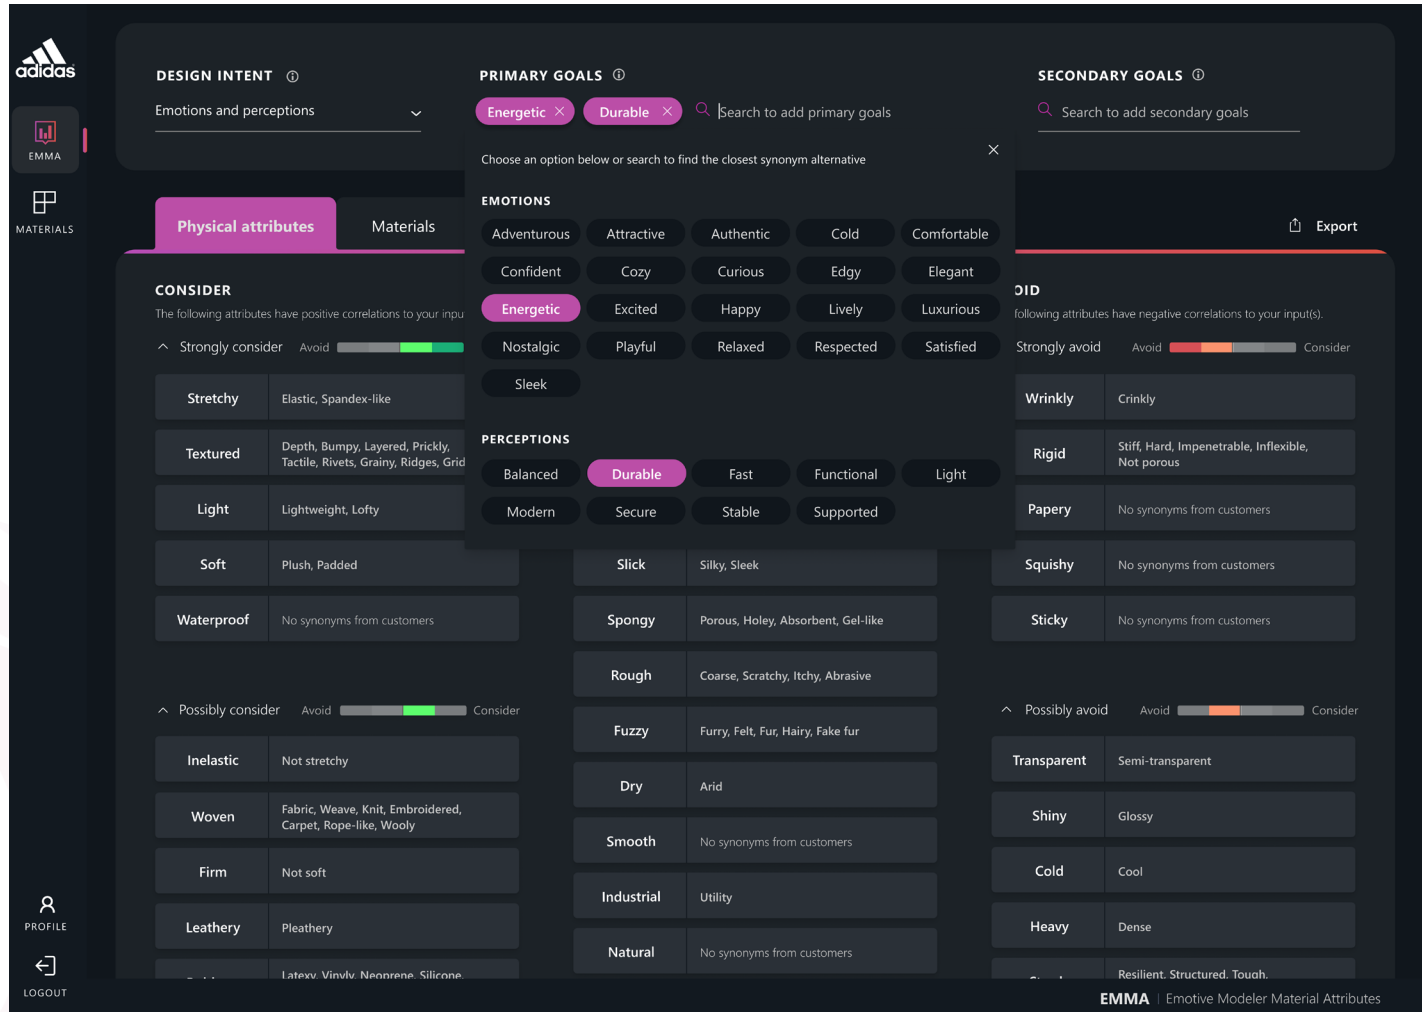 adidas
EMMA
MATERIALS
PROFILE
LOGOUT
DESIGN INTENT
Emotions and perceptions
PRIMARY GOALS
Energetic
Durable
Search to add primary goals
SECONDARY GOALS
Search to add secondary goals
Choose an option below or search to find the closest synonym alternative
EMOTIONS
Adventurous
Attractive
Authentic
Cold
Comfortable
Confident
Cozy
Curious
Edgy
Elegant
Energetic
Excited
Happy
Lively
Luxurious
Nostalgic
Playful
Relaxed
Respected
Satisfied
Sleek
PERCEPTIONS
Balanced
Durable
Fast
Functional
Light
Modern
Secure
Stable
Supported
Physical attributes
Materials
Export
CONSIDER
The following attributes have positive correlations to your
Strongly consider
Avoid
Stretchy
Elastic, Spandex-like
Textured
Depth, Bumpy, Layered, Prickly,
Tactile, Rivets, Grainy, Ridges, Grid
Light
Lightweight, Lofty
Soft
Plush, Padded
Waterproof
No synonyms from customers
Possibly consider
Avoid
Consider
Inelastic
Not stretchy
Woven
Fabric, Weave, Knit, Embroidered,
Carpet, Rope-like, Wooly
Firm
Not soft
Leathery
Pleathery
Latexy, Vinyly, Neoprene, Silicone,
Slick
Silky, Sleek
Spongy
Porous, Holey, Absorbent, Gel-like
Rough
Coarse, Scratchy, Itchy, Abrasive
Fuzzy
Furry, Felt, Fur, Hairy, Fake fur
Dry
Arid
Smooth
No synonyms from customers
Industrial
Utility
Natural
No synonyms from customers
following attributes have negative correlations to your input(s).
Strongly avoid
Avoid
Consider
Wrinkly
Crinkly
Rigid
Stiff, Hard, Impenetrable, Inflexible,
Not porous
Papery
No synonyms from customers
Squishy
No synonyms from customers
Sticky
No synonyms from customers
Possibly avoid
Avoid
Consider
Transparent
Semi-transparent
Shiny
Glossy
Cold
Cool
Heavy
Dense
Resilient, Structured, Tough,
EMMA | Emotive Modeler Material Attributes